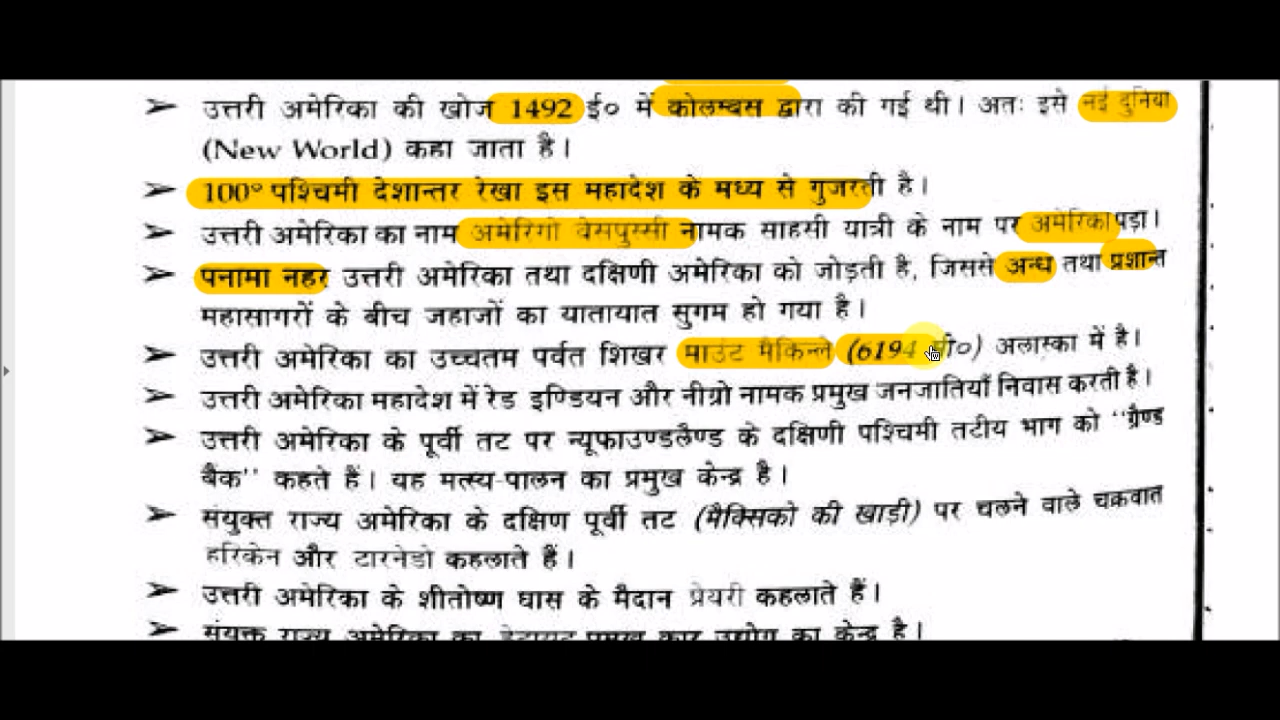 ➢ उत्तरी अमेरिका की खोज 1492 ई० में कोलम्बस द्वारा की गई थी। अतः इसे नई दुनिया
(New World) कहा जाता है।
➢ 100° पश्चिमी देशान्तर रेखा इस महादेश के मध्य से गुजरती है।
➢ उत्तरी अमेरिका का नाम अमेरिगो वेसपुस्सी नामक साहसी यात्री के नाम पर अमेरिका पड़ा।
➢ पनामा नहर उत्तरी अमेरिका तथा दक्षिणी अमेरिका को जोड़ती है, जिससे अन्ध तथा प्रशान्त
महासागरों के बीच जहाजों का यातायात सुगम हो गया है।
➢ उत्तरी अमेरिका का उच्चतम पर्वत शिखर माउंट मैकिन्ले (6194 मी०) अलास्का में है।
➢ उत्तरी अमेरिका महादेश में रेड इण्डियन और नीग्रो नामक प्रमुख जनजातियाँ निवास करती है।
➢ उत्तरी अमेरिका के पूर्वी तट पर न्यूफाउण्डलैण्ड के दक्षिणी पश्चिमी तटीय भाग को "ग्रैण्ड
बैंक" कहते हैं। यह मत्स्य-पालन का प्रमुख केन्द्र है।
➢ संयुक्त राज्य अमेरिका के दक्षिण पूर्वी तट (मैक्सिको की खाड़ी) पर चलने वाले चक्रवात
हरिकेन और टारनेडो कहलाते हैं।
➢ उत्तरी अमेरिका के शीतोष्ण घास के मैदान प्रेयरी कहलाते हैं।
➢ संयुक्त राज्य अमेरिका का डेट्रायट प्रमुख कार उद्योग का केन्द्र है।